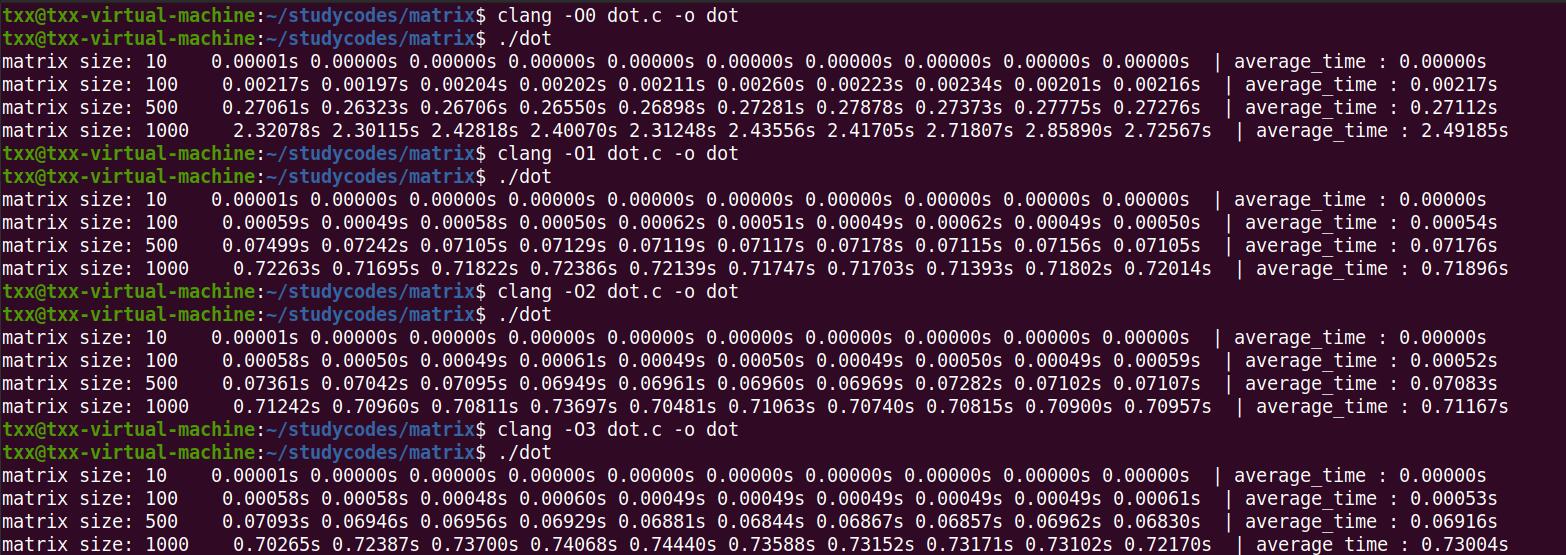 txx@txx-virtual-machine:~/studycodes/matrix$ clang -O0 dot.c -o dot
txx@txx-virtual-machine:~/studycodes/matrix$ ./dot
matrix size: 10    0.00001s 0.00000s 0.00000s 0.00000s 0.00000s 0.00000s 0.00000s 0.00000s 0.00000s 0.00000s  | average_time : 0.00000s
matrix size: 100    0.00217s 0.00197s 0.00204s 0.00202s 0.00211s 0.00260s 0.00223s 0.00234s 0.00201s 0.00216s  | average_time : 0.00217s
matrix size: 500    0.27061s 0.26323s 0.26706s 0.26550s 0.26898s 0.27281s 0.27878s 0.27373s 0.27775s 0.27276s  | average_time : 0.27112s
matrix size: 1000    2.32078s 2.30115s 2.42818s 2.40070s 2.31248s 2.43556s 2.41705s 2.71807s 2.85890s 2.72567s  | average_time : 2.49185s
txx@txx-virtual-machine:~/studycodes/matrix$ clang -O1 dot.c -o dot
txx@txx-virtual-machine:~/studycodes/matrix$ ./dot
matrix size: 10    0.00001s 0.00000s 0.00000s 0.00000s 0.00000s 0.00000s 0.00000s 0.00000s 0.00000s 0.00000s  | average_time : 0.00000s
matrix size: 100    0.00059s 0.00049s 0.00058s 0.00050s 0.00062s 0.00051s 0.00049s 0.00062s 0.00049s 0.00050s  | average_time : 0.00054s
matrix size: 500    0.07499s 0.07242s 0.07105s 0.07129s 0.07119s 0.07117s 0.07178s 0.07115s 0.07156s 0.07105s  | average_time : 0.07176s
matrix size: 1000    0.72263s 0.71695s 0.71822s 0.72386s 0.72139s 0.71747s 0.71703s 0.71393s 0.71802s 0.72014s  | average_time : 0.71896s
txx@txx-virtual-machine:~/studycodes/matrix$ clang -O2 dot.c -o dot
txx@txx-virtual-machine:~/studycodes/matrix$ ./dot
matrix size: 10    0.00001s 0.00000s 0.00000s 0.00000s 0.00000s 0.00000s 0.00000s 0.00000s 0.00000s 0.00000s  | average_time : 0.00000s
matrix size: 100    0.00058s 0.00050s 0.00049s 0.00061s 0.00049s 0.00050s 0.00049s 0.00050s 0.00049s 0.00059s  | average_time : 0.00052s
matrix size: 500    0.07361s 0.07042s 0.07095s 0.06949s 0.06961s 0.06960s 0.06969s 0.07282s 0.07102s 0.07107s  | average_time : 0.07083s
matrix size: 1000    0.71242s 0.70960s 0.70811s 0.73697s 0.70481s 0.71063s 0.70740s 0.70815s 0.70900s 0.70957s  | average_time : 0.71167s
txx@txx-virtual-machine:~/studycodes/matrix$ clang -O3 dot.c -o dot
txx@txx-virtual-machine:~/studycodes/matrix$ ./dot
matrix size: 10    0.00001s 0.00000s 0.00000s 0.00000s 0.00000s 0.00000s 0.00000s 0.00000s 0.00000s 0.00000s  | average_time : 0.00000s
matrix size: 100    0.00058s 0.00058s 0.00048s 0.00060s 0.00049s 0.00049s 0.00049s 0.00049s 0.00049s 0.00061s  | average_time : 0.00053s
matrix size: 500    0.07093s 0.06946s 0.06956s 0.06929s 0.06881s 0.06844s 0.06867s 0.06857s 0.06962s 0.06830s  | average_time : 0.06916s
matrix size: 1000    0.70265s 0.72387s 0.73700s 0.74068s 0.74440s 0.73588s 0.73152s 0.73171s 0.73102s 0.72170s  | average_time : 0.73004s